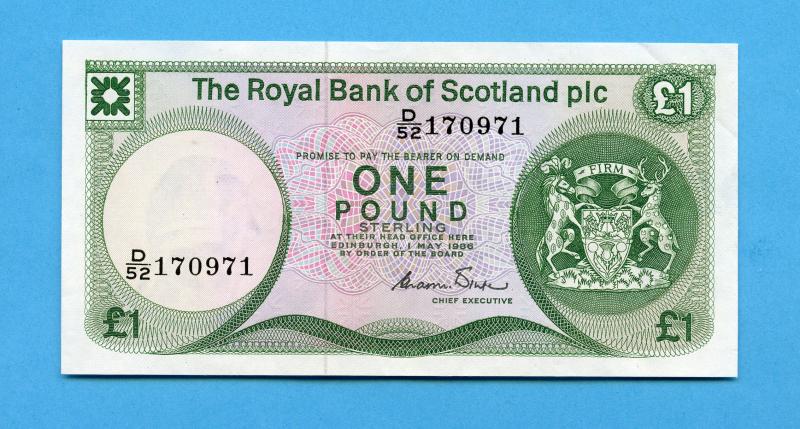 The Royal Bank of Scotland plc
£1
D/52 170971
PROMISE TO PAY THE BEARER ON DEMAND
ONE
POUND
STERLING
AT THEIR HEAD OFFICE HERE
EDINBURGH, 1 MAY 1986
BY ORDER OF THE BOARD
FIRM
D/52 170971
CHIEF EXECUTIVE
£1
£1